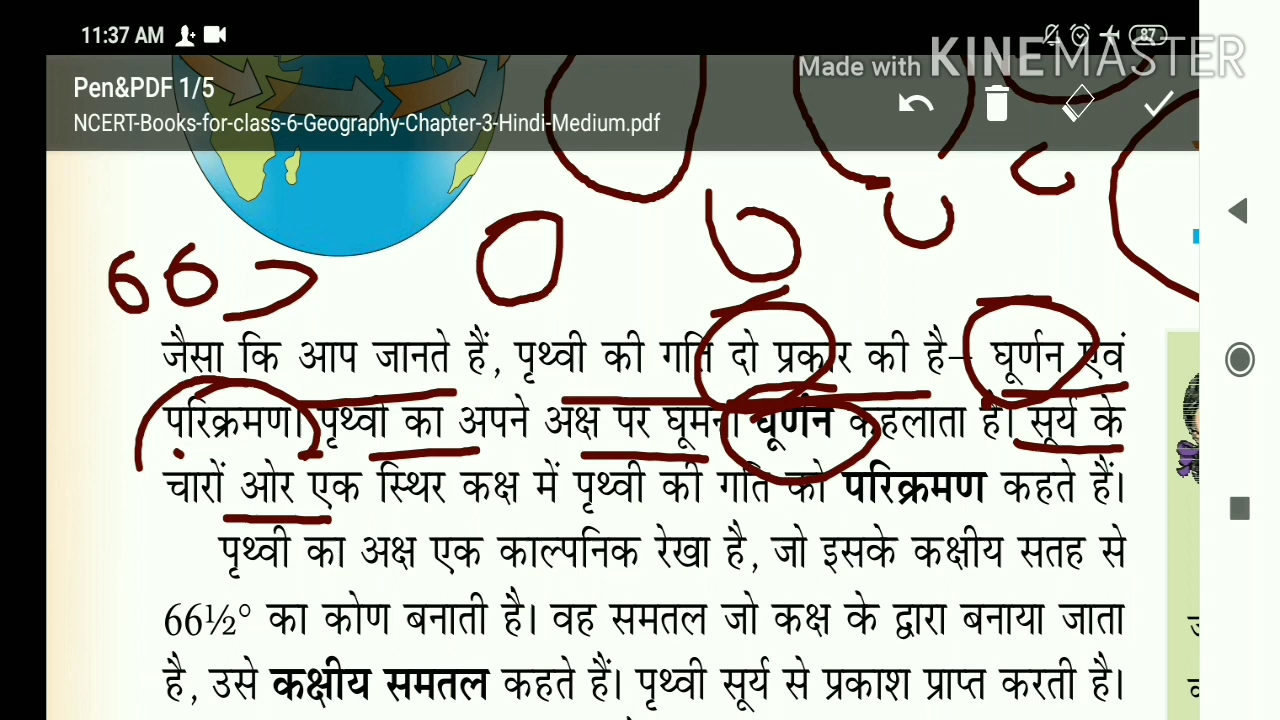 11:37 AM
87
Made with KINEMASTER
Pen&PDF 1/5
NCERT-Books-for-class-6-Geography-Chapter-3-Hindi-Medium.pdf
66
जैसा कि आप जानते हैं, पृथ्वी की गति दो प्रकार की है– घूर्णन एवं
परिक्रमण। पृथ्वी का अपने अक्ष पर घूमना घूर्णन कहलाता है। सूर्य के
चारों ओर एक स्थिर कक्ष में पृथ्वी की गति को परिक्रमण कहते हैं।
पृथ्वी का अक्ष एक काल्पनिक रेखा है, जो इसके कक्षीय सतह से
66½° का कोण बनाती है। वह समतल जो कक्ष के द्वारा बनाया जाता
है, उसे कक्षीय समतल कहते हैं। पृथ्वी सूर्य से प्रकाश प्राप्त करती है।